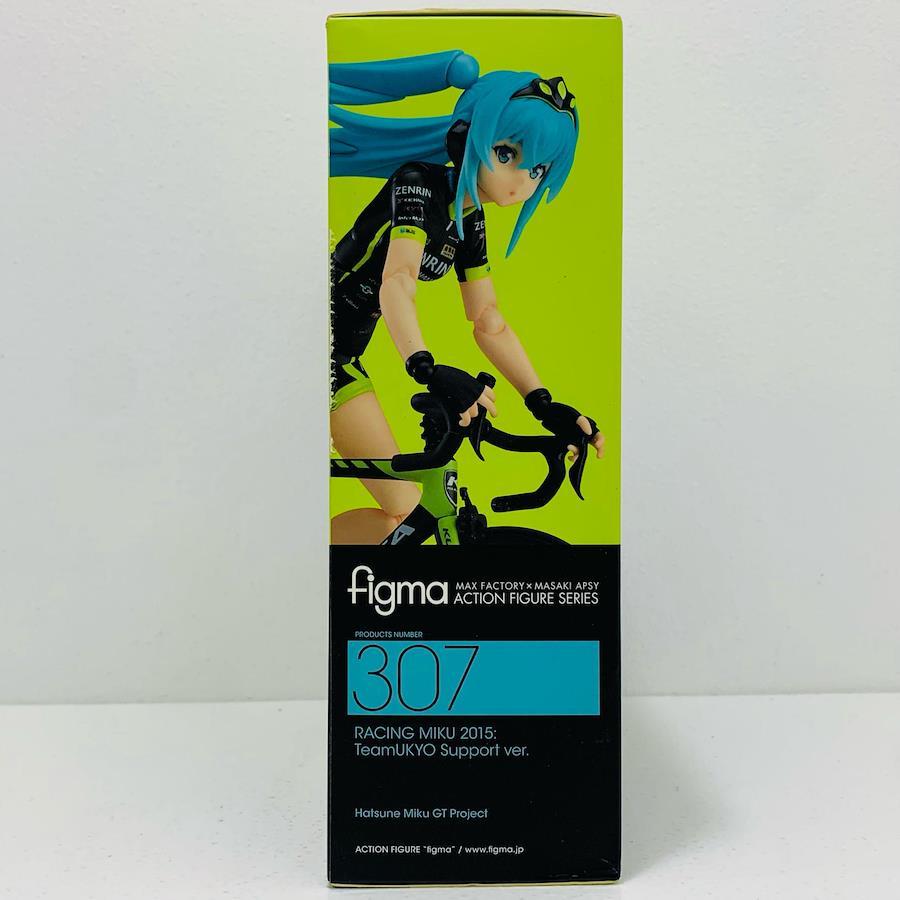 ZENRIN
ZENRIN
figma
MAX FACTORY × MASAKI APSY
ACTION FIGURE SERIES
PRODUCTS NUMBER
307
RACING MIKU 2015:
TeamUKYO Support ver.
Hatsune Miku GT Project
ACTION FIGURE "figma" / www.figma.jp